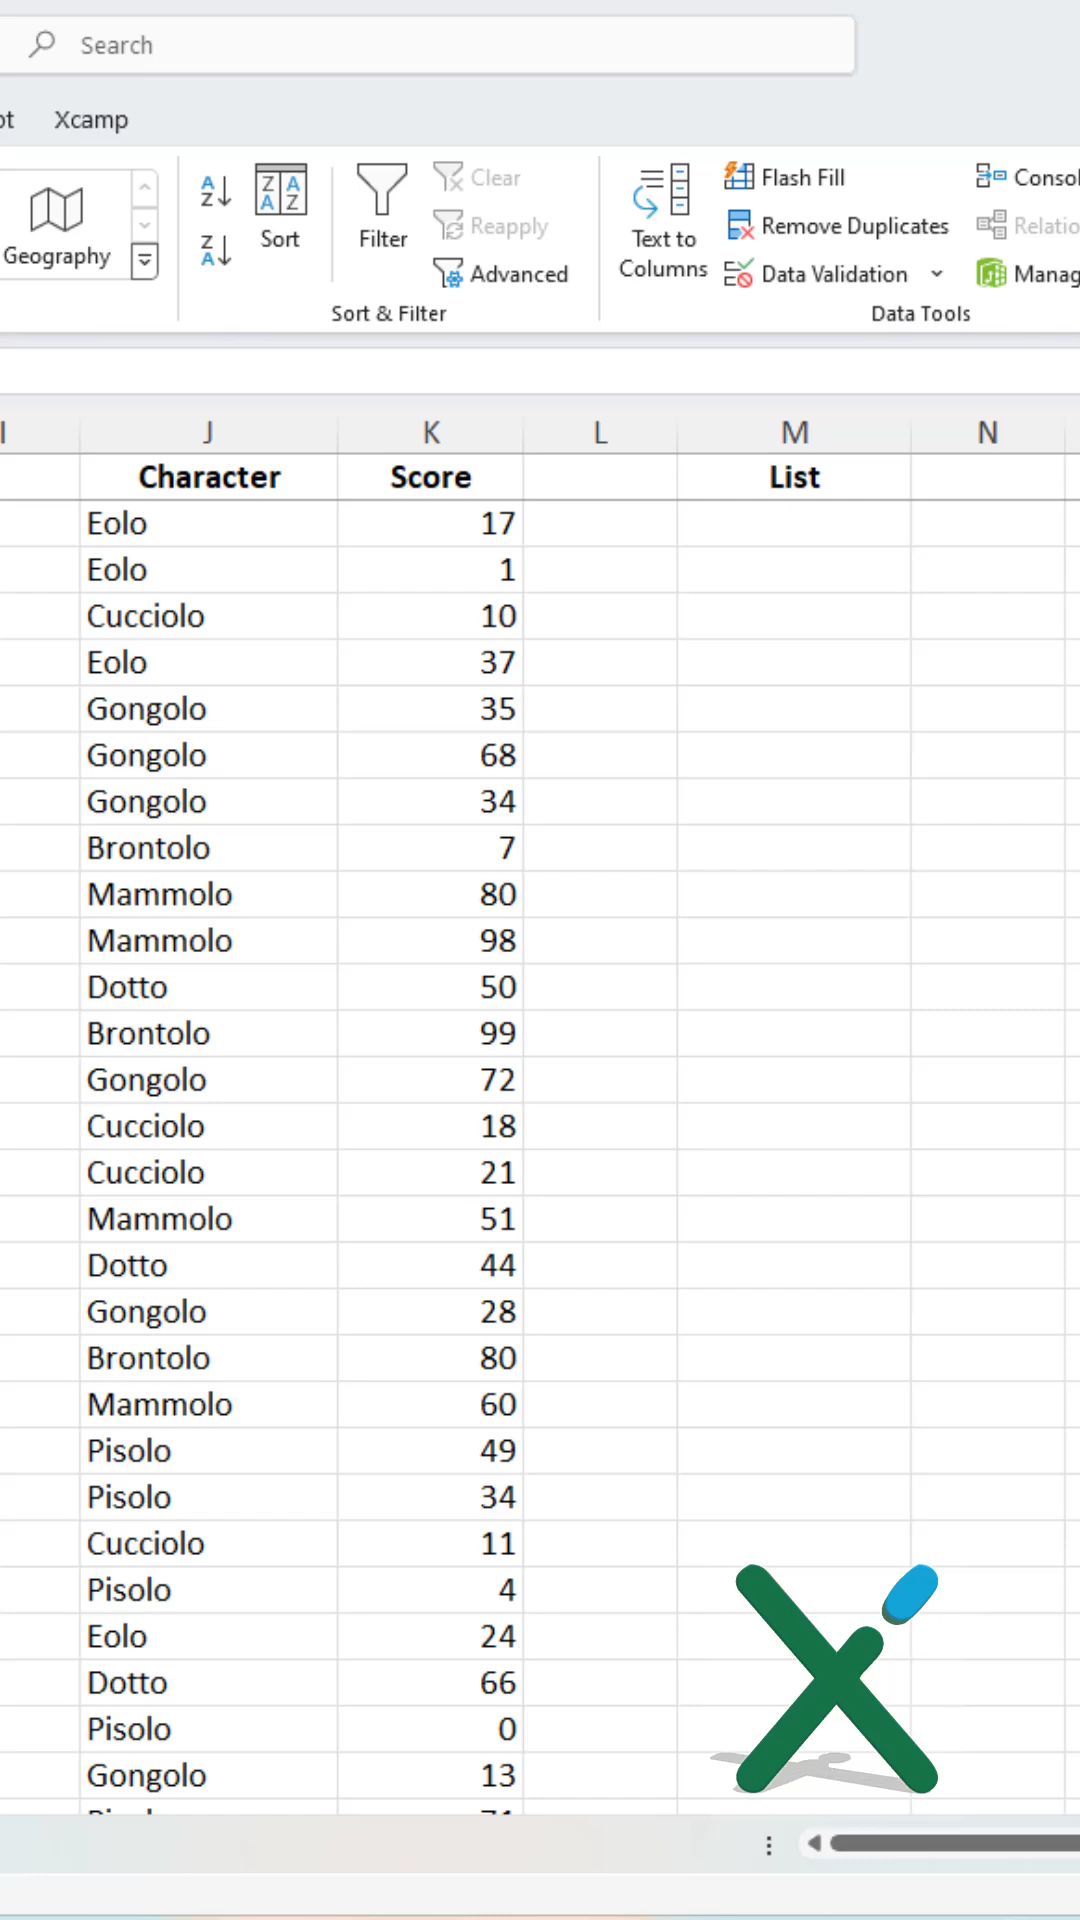 Search
ot Xcamp
Geography
A
Z
Z
A
Z A
A Z
Sort
Filter
Clear
Reapply
Advanced
Sort & Filter
Text to
Columns
Flash Fill
Remove Duplicates
Data Validation
Data Tools
Consol
Relatio
Manag
J K L M N
Character Score List
Eolo 17
Eolo 1
Cucciolo 10
Eolo 37
Gongolo 35
Gongolo 68
Gongolo 34
Brontolo 7
Mammolo 80
Mammolo 98
Dotto 50
Brontolo 99
Gongolo 72
Cucciolo 18
Cucciolo 21
Mammolo 51
Dotto 44
Gongolo 28
Brontolo 80
Mammolo 60
Pisolo 49
Pisolo 34
Cucciolo 11
Pisolo 4
Eolo 24
Dotto 66
Pisolo 0
Gongolo 13